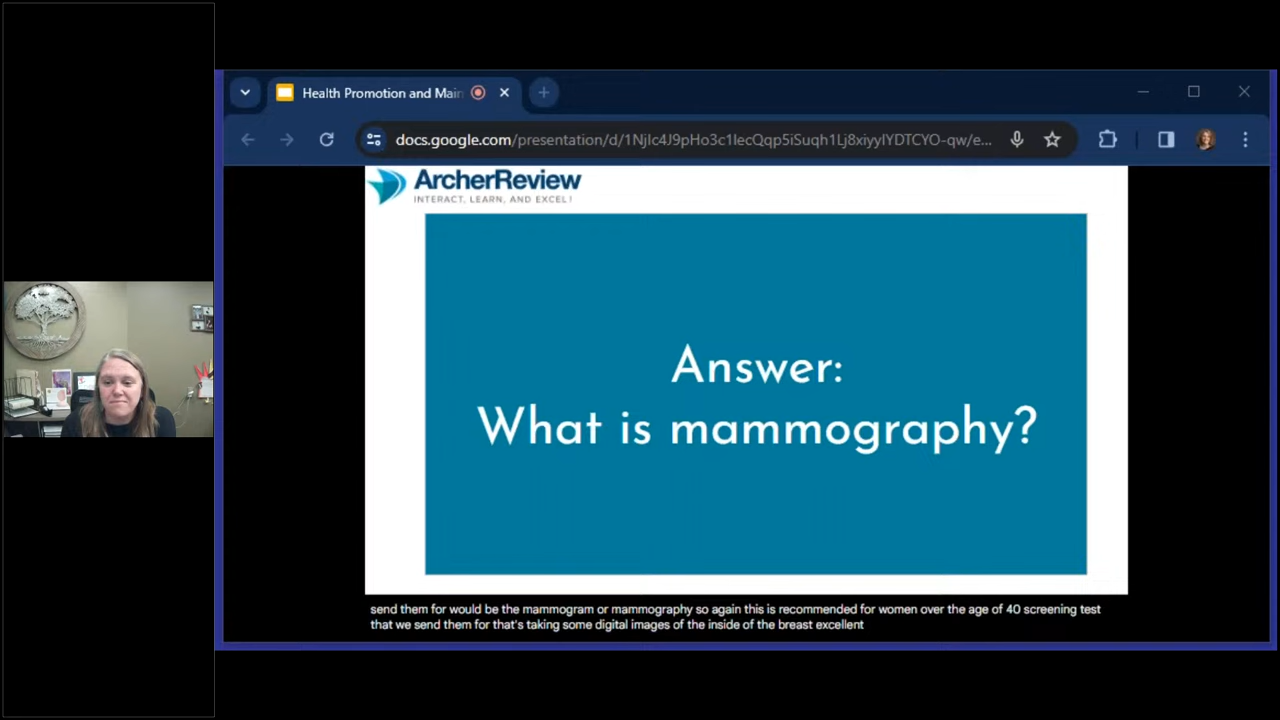 Health Promotion and Main
docs.google.com/presentation/d/1NjIc4J9pHo3c1lecQqp5iSuqh1Lj8xiyyIYDTCYO-qw/e...
ArcherReview
INTERACT, LEARN, AND EXCEL!
Answer:
What is mammography?
send them for would be the mammogram or mammography so again this is recommended for women over the age of 40 screening test
that we send them for that's taking some digital images of the inside of the breast excellent